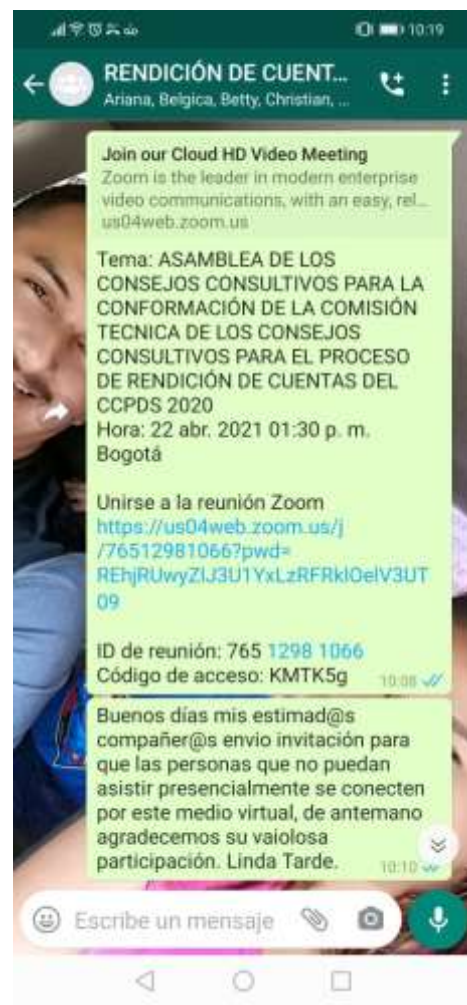 10:19
RENDICIÓN DE CUENT...
Ariana, Belgica, Betty, Christian, ...
Join our Cloud HD Video Meeting
Zoom is the leader in modern enterprise
video communications, with an easy, rel...
us04web.zoom.us
Tema: ASAMBLEA DE LOS
CONSEJOS CONSULTIVOS PARA LA
CONFORMACIÓN DE LA COMISIÓN
TECNICA DE LOS CONSEJOS
CONSULTIVOS PARA EL PROCESO
DE RENDICIÓN DE CUENTAS DEL
CCPDS 2020
Hora: 22 abr. 2021 01:30 p. m.
Bogotá
Unirse a la reunión Zoom
https://us04web.zoom.us/j
/76512981066?pwd=
REhjRUwyZlJ3U1YxLzRFRklOelV3UT
09
ID de reunión: 765 1298 1066
Código de acceso: KMTK5g 10:08
Buenos días mis estimad@s
compañer@s envio invitación para
que las personas que no puedan
asistir presencialmente se conecten
por este medio virtual, de antemano
agradecemos su vaiolosa
participación. Linda Tarde. 10:10
Escribe un mensaje